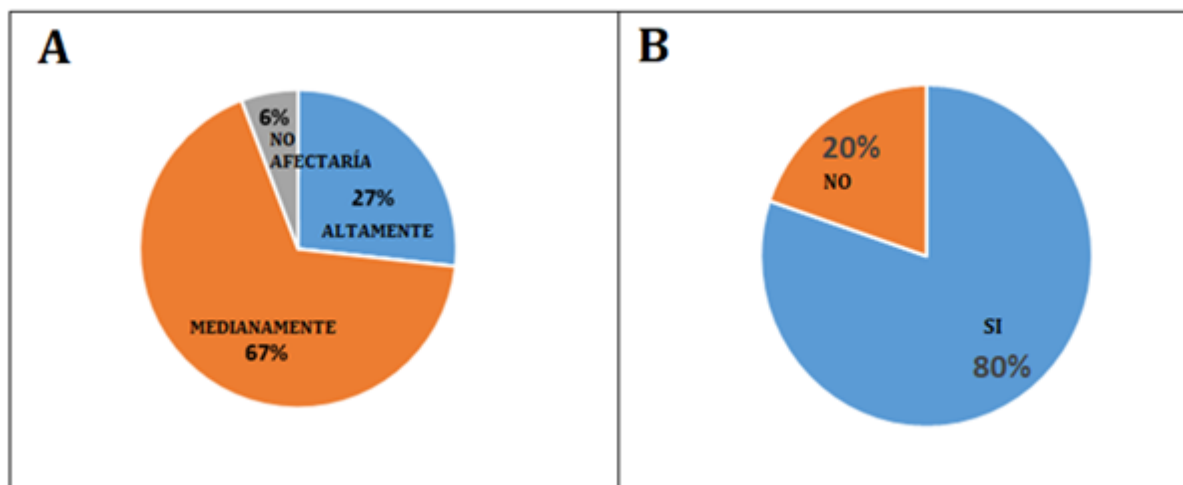 A
6%
NO
AFECTARÍA
27%
ALTAMENTE
MEDIANAMENTE
67%
B
20%
NO
SI
80%